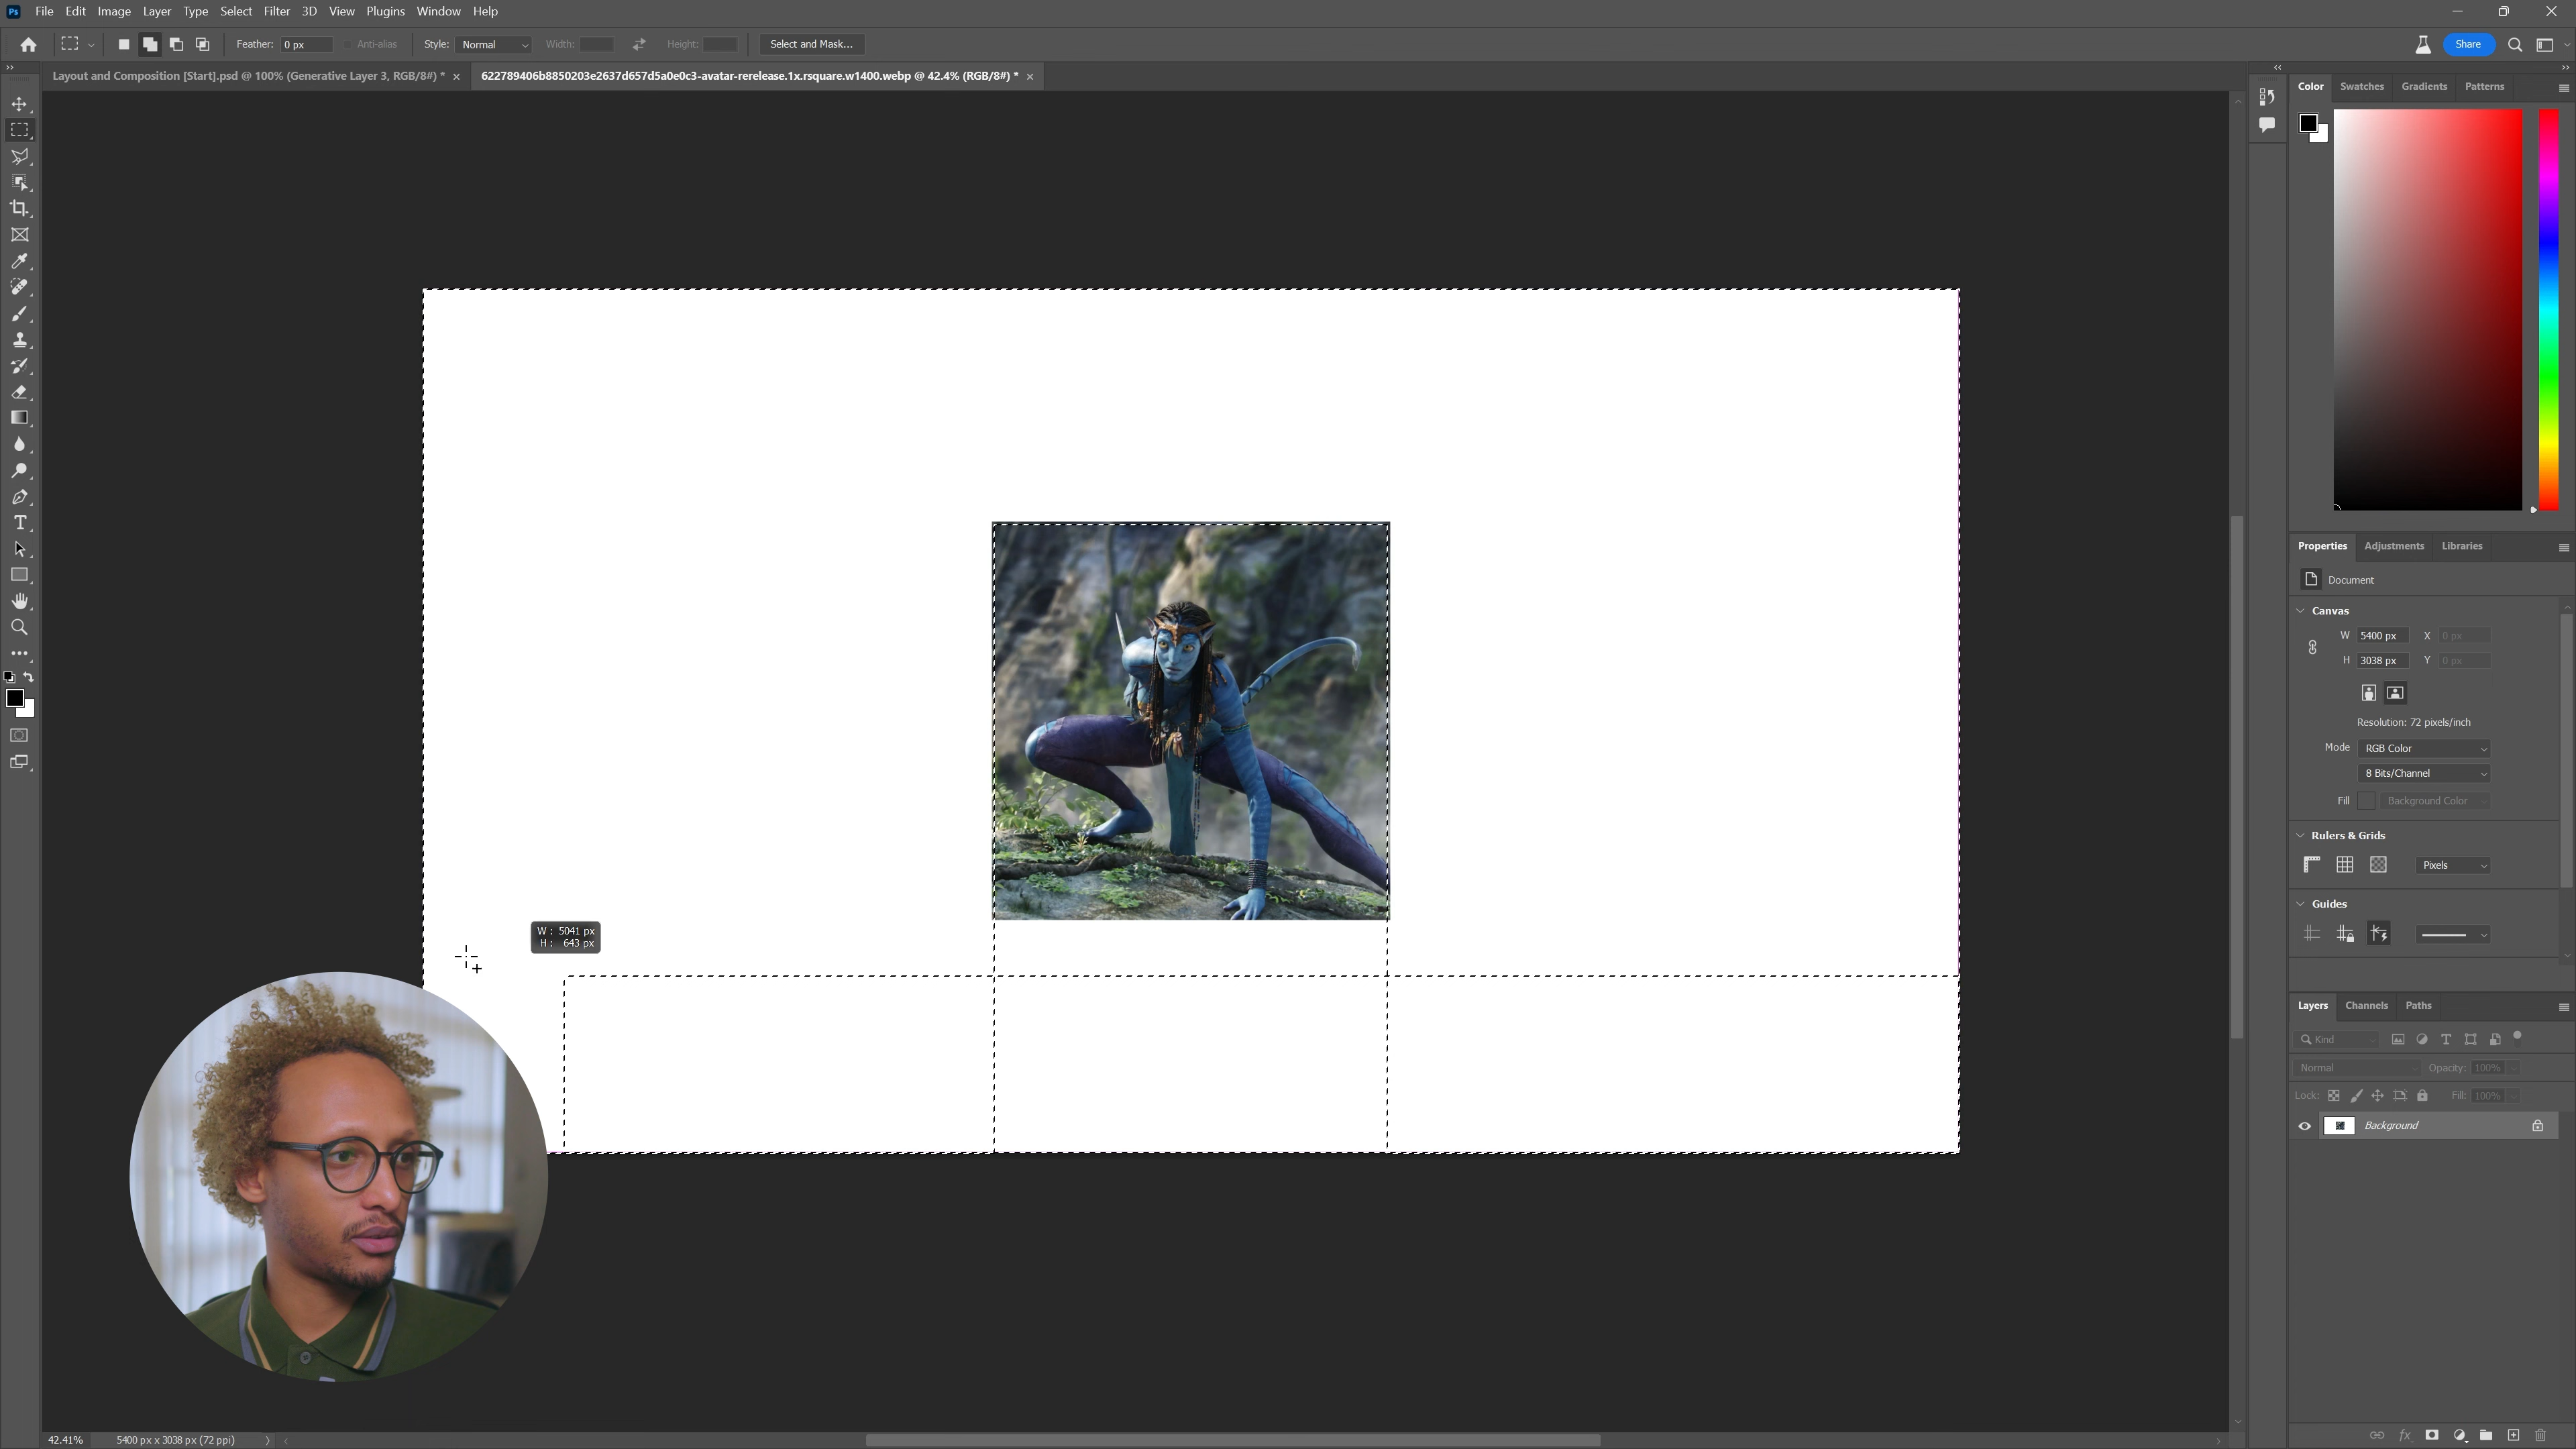 Ps File Edit Image Layer Type Select Filter 3D View Plugins Window Help
Feather: 0 px Anti-alias Style: Normal Width: Height: Select and Mask... Share
Layout and Composition [Start].psd @ 100% (Generative Layer 3, RGB/8#) * × 622789406b8850203e2637d657d5a0e0c3-avatar-rerelease.1x.rsquare.w1400.webp @ 42.4% (RGB/8#) * ×
Color Swatches Gradients Patterns
Properties Adjustments Libraries
Document
Canvas
W 5400 px X 0 px
H 3038 px Y 0 px
Resolution: 72 pixels/inch
Mode RGB Color
8 Bits/Channel
Fill Background Color
Rulers & Grids
Pixels
Guides
W : 5041 px
H : 643 px
Layers Channels Paths
Kind
Normal Opacity: 100%
Lock: Fill: 100%
Background
fx
42.41% 5400 px x 3038 px (72 ppi)